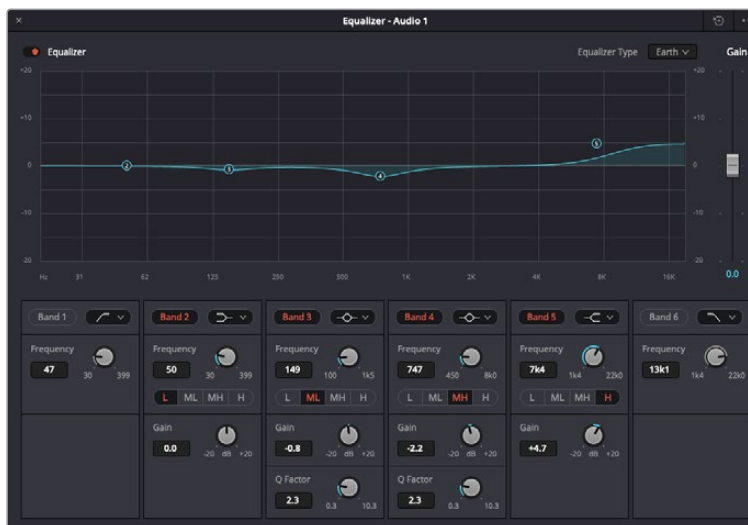 Equalizer - Audio 1
Equalizer
Equalizer Type Earth
Gain
+20 +20
+10 +10
0 0
-10 -10
-20 -20
Hz 31 62 125 250 500 1K 2K 4K 8K 16K
0.0
2 3 4 5
Band 1 Band 2 Band 3 Band 4 Band 5 Band 6
Frequency Frequency Frequency Frequency Frequency Frequency
47 30 399 50 30 399 149 100 1k5 747 450 8k0 7k4 1k4 22k0 13k1 1k4 22k0
L ML MH H L ML MH H L ML MH H L ML MH H
Gain Gain Gain Gain
0.0 -20 dB +20 -0.8 -20 dB +20 -2.2 -20 dB +20 +4.7 -20 dB +20
Q Factor Q Factor
2.3 0.3 10.3 2.3 0.3 10.3